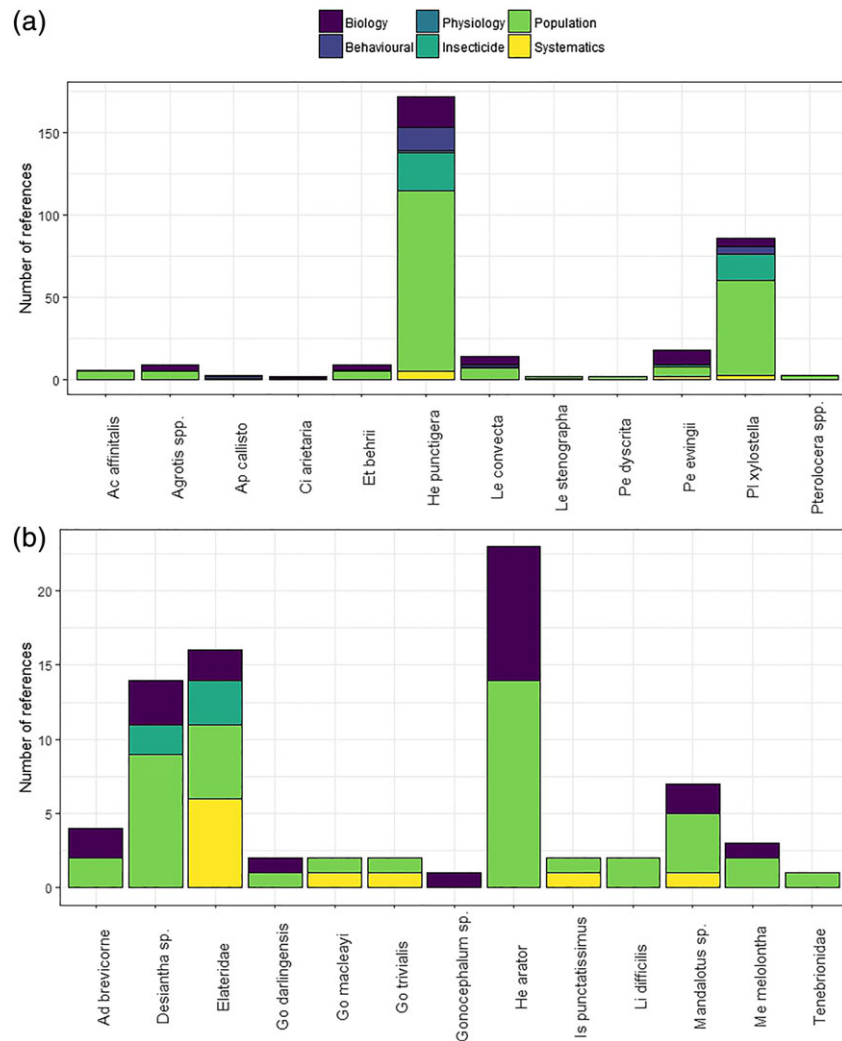 (a)
Biology Physiology Population
Behavioural Insecticide Systematics
Number of references
150
100
50
0
Ac affinitalis
Agrotis spp.
Ap callisto
Ci arietaria
Et behrii
He punctigera
Le convecta
Le stenographa
Pe dyscrita
Pe ewingii
Pl xylostella
Pterolocera spp.
(b)
Number of references
20
15
10
5
0
Ad brevicorne
Desiantha sp.
Elateridae
Go darlingensis
Go macleayi
Go trivialis
Gonocephalum sp.
He arator
Is punctatissimus
Li difficilis
Mandalotus sp.
Me melolontha
Tenebrionidae